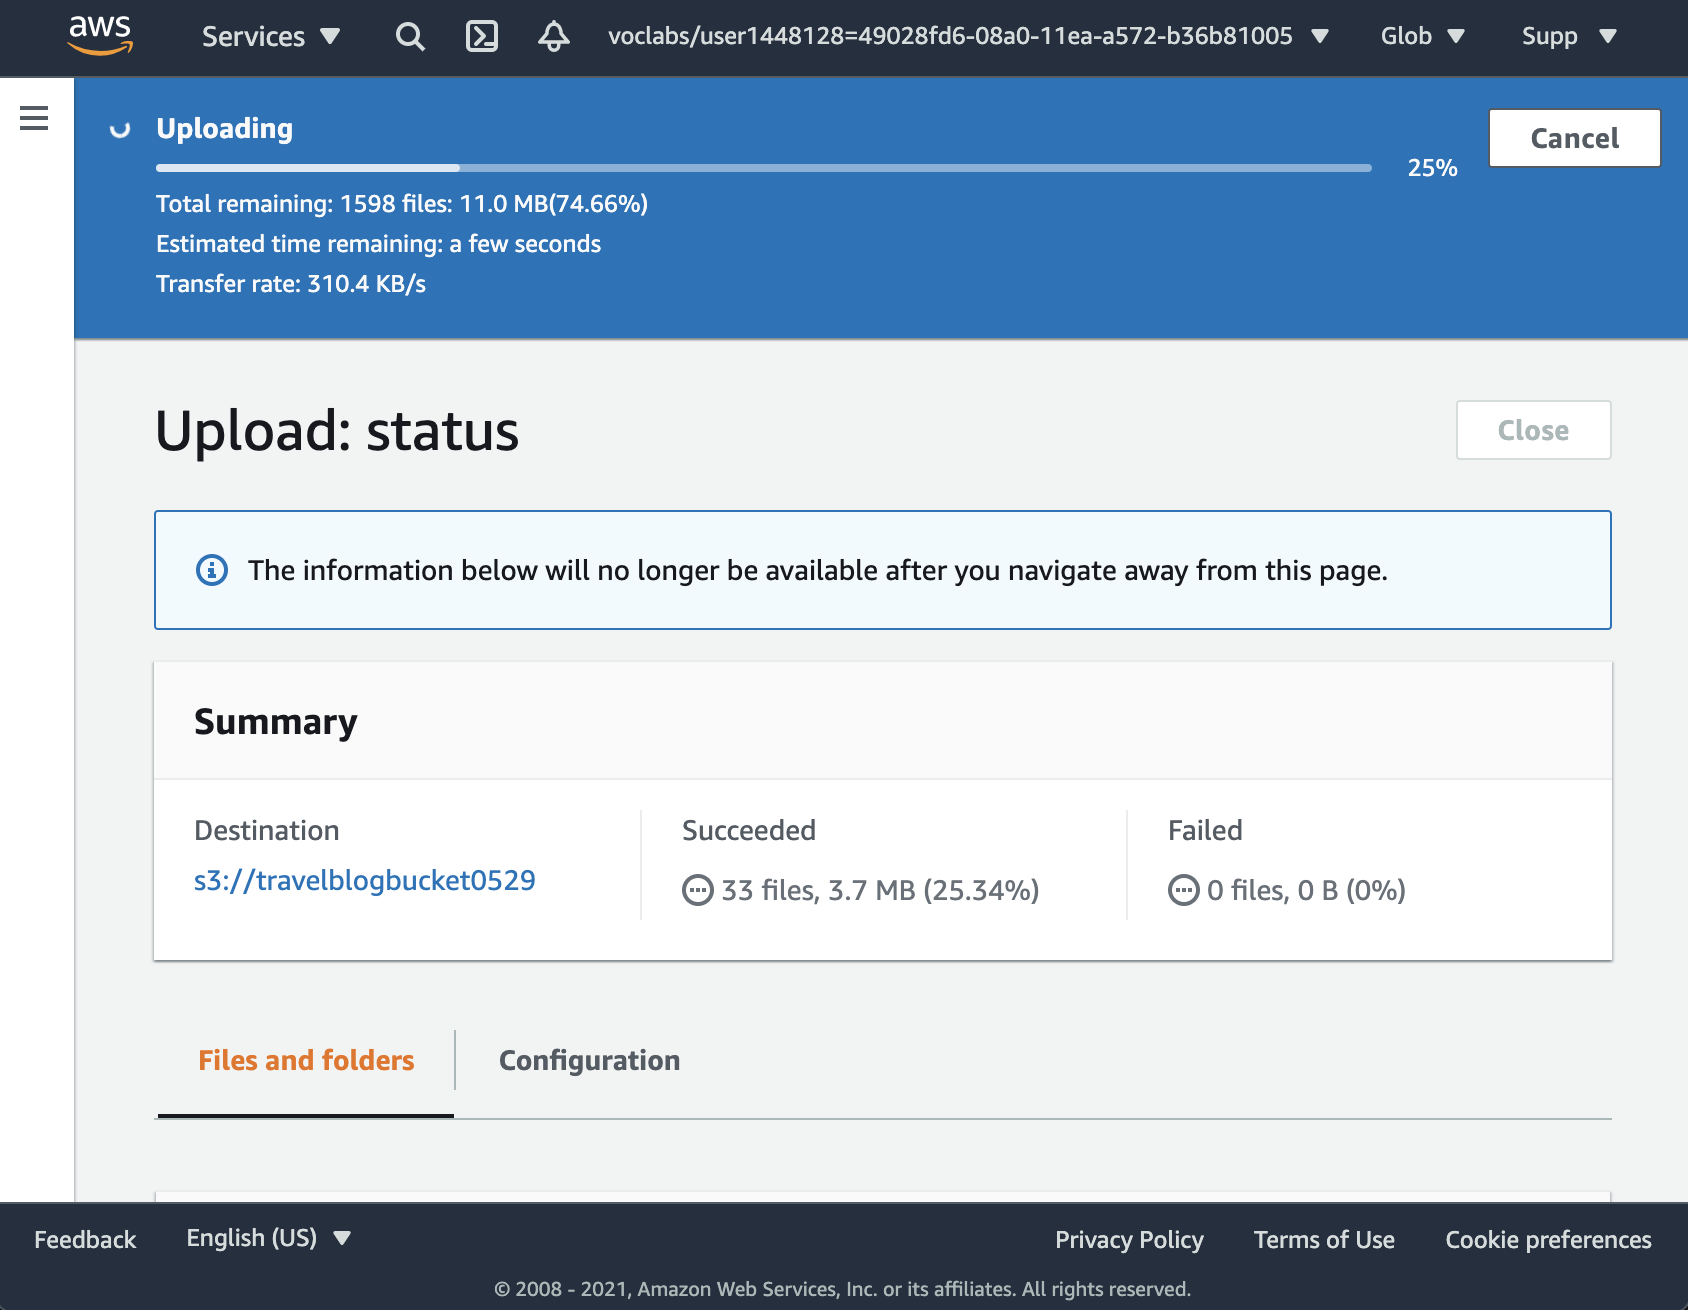 aws Services voclabs/user1448128=49028fd6-08a0-11ea-a572-b36b81005 Glob Supp
Uploading
Cancel
25%
Total remaining: 1598 files: 11.0 MB(74.66%)
Estimated time remaining: a few seconds
Transfer rate: 310.4 KB/s
Upload: status
Close
The information below will no longer be available after you navigate away from this page.
Summary
Destination
s3://travelblogbucket0529
Succeeded
33 files, 3.7 MB (25.34%)
Failed
0 files, 0 B (0%)
Files and folders
Configuration
Feedback English (US) Privacy Policy Terms of Use Cookie preferences
© 2008 - 2021, Amazon Web Services, Inc. or its affiliates. All rights reserved.